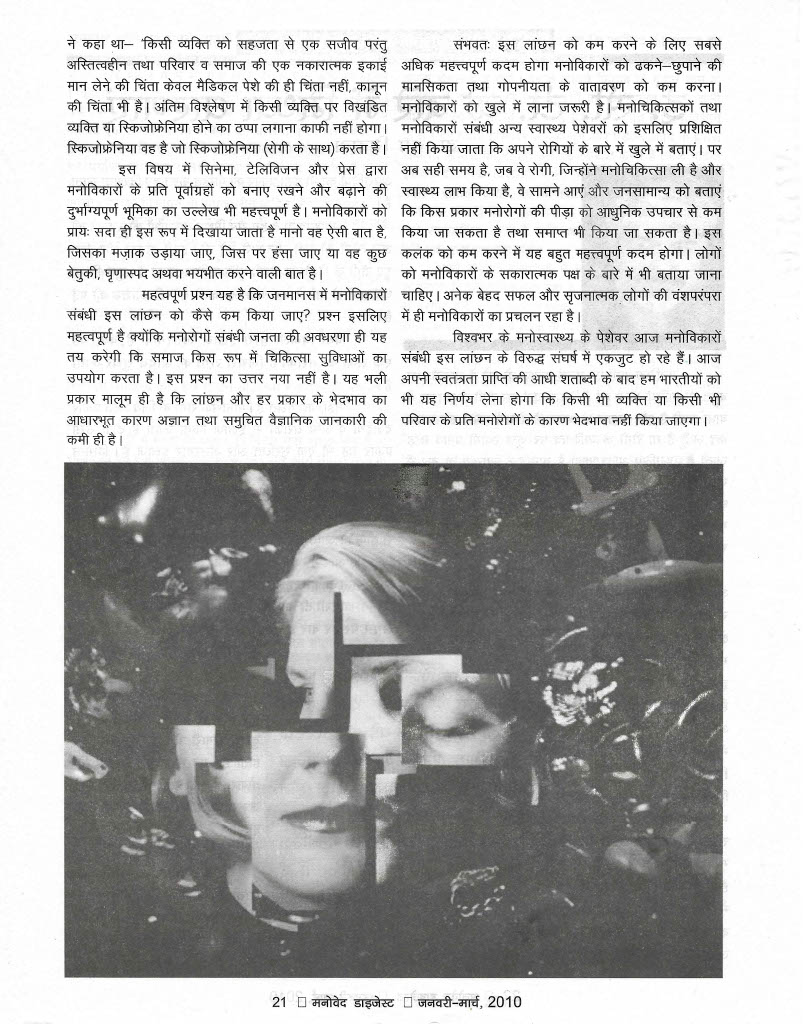 ने कहा था– 'किसी व्यक्ति को सहजता से एक सजीव परंतु
अस्तित्वहीन तथा परिवार व समाज की एक नकारात्मक इकाई
मान लेने की चिंता केवल मैडिकल पेशे की ही चिंता नहीं, कानून
की चिंता भी है। अंतिम विश्लेषण में किसी व्यक्ति पर विखंडित
व्यक्ति या स्किजोफ्रेनिया होने का ठप्पा लगाना काफी नहीं होगा।
स्किजोफ्रेनिया वह है जो स्किजोफ्रेनिया (रोगी के साथ) करता है।
इस विषय में सिनेमा, टेलिविजन और प्रेस द्वारा
मनोविकारों के प्रति पूर्वाग्रहों को बनाए रखने और बढ़ाने की
दुर्भाग्यपूर्ण भूमिका का उल्लेख भी महत्त्वपूर्ण है। मनोविकारों को
प्रायः सदा ही इस रूप में दिखाया जाता है मानो वह ऐसी बात है,
जिसका मज़ाक उड़ाया जाए, जिस पर हंसा जाए या वह कुछ
बेतुकी, घृणास्पद अथवा भयभीत करने वाली बात है।
महत्वपूर्ण प्रश्न यह है कि जनमानस में मनोविकारों
संबंधी इस लांछन को कैसे कम किया जाए? प्रश्न इसलिए
महत्वपूर्ण है क्योंकि मनोरोगों संबंधी जनता की अवधरणा ही यह
तय करेगी कि समाज किस रूप में चिकित्सा सुविधाओं का
उपयोग करता है। इस प्रश्न का उत्तर नया नहीं है। यह भली
प्रकार मालूम ही है कि लांछन और हर प्रकार के भेदभाव का
आधारभूत कारण अज्ञान तथा समुचित वैज्ञानिक जानकारी की
कमी ही है।
संभवतः इस लांछन को कम करने के लिए सबसे
अधिक महत्त्वपूर्ण कदम होगा मनोविकारों को ढकने–छुपाने की
मानसिकता तथा गोपनीयता के वातावरण को कम करना।
मनोविकारों को खुले में लाना जरूरी है। मनोचिकित्सकों तथा
मनोविकारों संबंधी अन्य स्वास्थ्य पेशेवरों को इसलिए प्रशिक्षित
नहीं किया जाता कि अपने रोगियों के बारे में खुले में बताएं। पर
अब सही समय है, जब वे रोगी, जिन्होंने मनोचिकित्सा ली है और
स्वास्थ्य लाभ किया है, वे सामने आएं और जनसामान्य को बताएं
कि किस प्रकार मनोरोगों की पीड़ा को आधुनिक उपचार से कम
किया जा सकता है तथा समाप्त भी किया जा सकता है। इस
कलंक को कम करने में यह बहुत महत्त्वपूर्ण कदम होगा। लोगों
को मनोविकारों के सकारात्मक पक्ष के बारे में भी बताया जाना
चाहिए। अनेक बेहद सफल और सृजनात्मक लोगों की वंशपरंपरा
में ही मनोविकारों का प्रचलन रहा है।
विश्वभर के मनोस्वास्थ्य के पेशेवर आज मनोविकारों
संबंधी इस लांछन के विरुद्ध संघर्ष में एकजुट हो रहे हैं। आज
अपनी स्वतंत्रता प्राप्ति की आधी शताब्दी के बाद हम भारतीयों को
भी यह निर्णय लेना होगा कि किसी भी व्यक्ति या किसी भी
परिवार के प्रति मनोरोगों के कारण भेदभाव नहीं किया जाएगा।
21 □ मनोवेद डाइजेस्ट □ जनवरी–मार्च, 2010